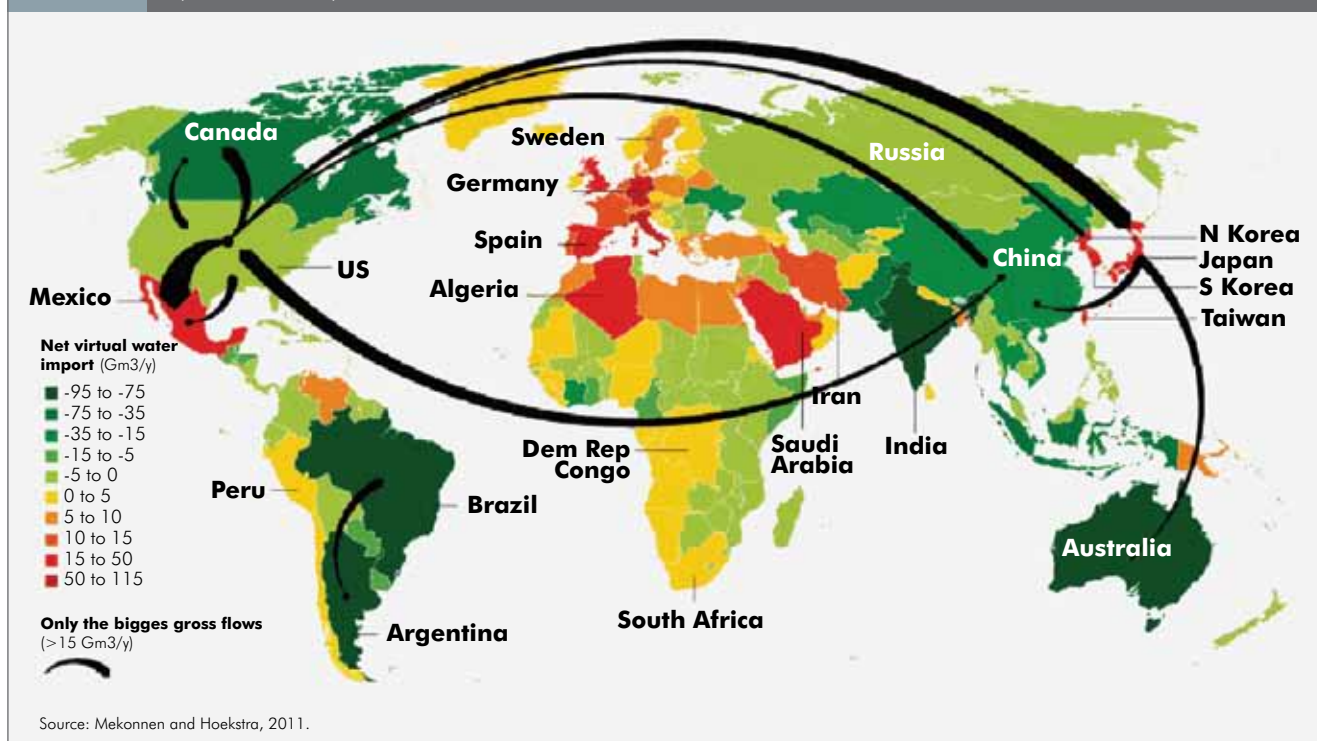 Canada
Sweden
Russia
Germany
Spain
US
Algeria
Mexico
China
N Korea
Japan
S Korea
Taiwan
Net virtual water
import (Gm3/y)
-95 to -75
-75 to -35
-35 to -15
-15 to -5
-5 to 0
0 to 5
5 to 10
10 to 15
15 to 50
50 to 115
Iran
Dem Rep
Congo
Saudi
Arabia
India
Peru
Brazil
Australia
South Africa
Argentina
Only the bigges gross flows
(>15 Gm3/y)
Source: Mekonnen and Hoekstra, 2011.